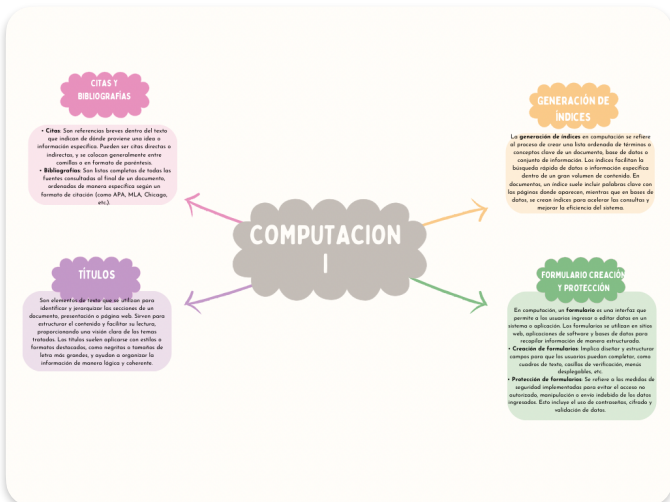 CITAS Y
BIBLIOGRAFÍAS
• Citas: Son referencias breves dentro del texto
que indican de dónde proviene una idea o
información específica. Pueden ser citas directas o
indirectas, y se colocan generalmente entre
comillas o en formato de paréntesis.
• Bibliografías: Son listas completas de todas las
fuentes consultadas al final de un documento,
ordenadas de manera específica según un
formato de citación (como APA, MLA, Chicago,
etc.).
GENERACIÓN DE
ÍNDICES
La generación de índices en computación se refiere
al proceso de crear una lista ordenada de términos o
conceptos clave de un documento, base de datos o
conjunto de información. Los índices facilitan la
búsqueda rápida de datos o información específica
dentro de un gran volumen de contenido. En
documentos, un índice suele incluir palabras clave con
las páginas donde aparecen, mientras que en bases de
datos, se crean índices para acelerar las consultas y
mejorar la eficiencia del sistema.
COMPUTACION
I
TÍTULOS
Son elementos de texto que se utilizan para
identificar y jerarquizar las secciones de un
documento, presentación o página web. Sirven para
estructurar el contenido y facilitar su lectura,
proporcionando una visión clara de los temas
tratados. Los títulos suelen aplicarse con estilos o
formatos destacados, como negritas o tamaños de
letra más grandes, y ayudan a organizar la
información de manera lógica y coherente.
FORMULARIO CREACIÓN
Y PROTECCIÓN
En computación, un formulario es una interfaz que
permite a los usuarios ingresar o editar datos en un
sistema o aplicación. Los formularios se utilizan en sitios
web, aplicaciones de software y bases de datos para
recopilar información de manera estructurada.
• Creación de formularios: Implica diseñar y estructurar
campos para que los usuarios puedan completar, como
cuadros de texto, casillas de verificación, menús
desplegables, etc.
• Protección de formularios: Se refiere a las medidas de
seguridad implementadas para evitar el acceso no
autorizado, manipulación o envío indebido de los datos
ingresados. Esto incluye el uso de contraseñas, cifrado y
validación de datos.